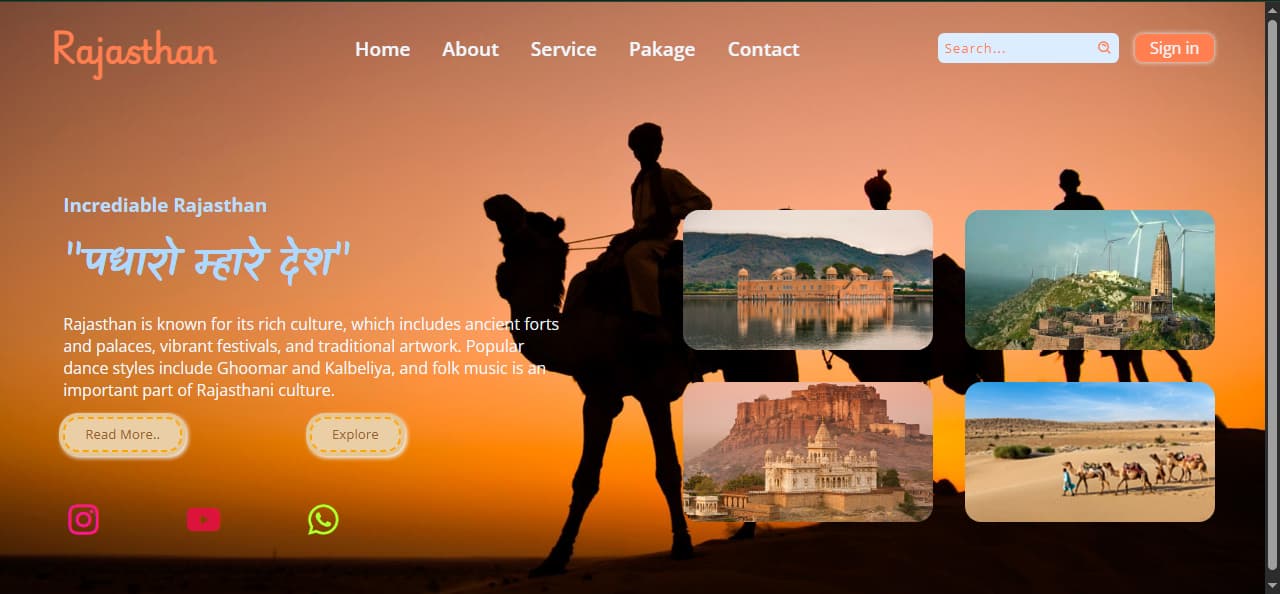 Rajasthan
Home About Service Pakage Contact
Search...
Sign in
Incrediable Rajasthan
"पधारो म्हारे देश"
Rajasthan is known for its rich culture, which includes ancient forts
and palaces, vibrant festivals, and traditional artwork. Popular
dance styles include Ghoomar and Kalbeliya, and folk music is an
important part of Rajasthani culture.
Read More..
Explore